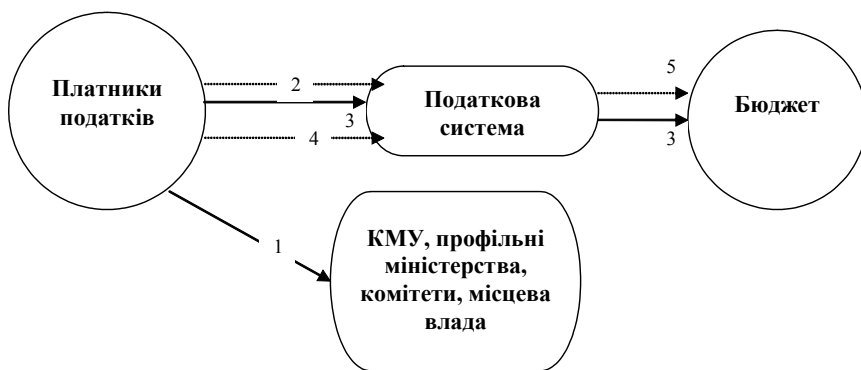 Платники
податків
2
3
4
Податкова
система
5
3
Бюджет
1
КМУ, профільні
міністерства,
комітети, місцева
влада